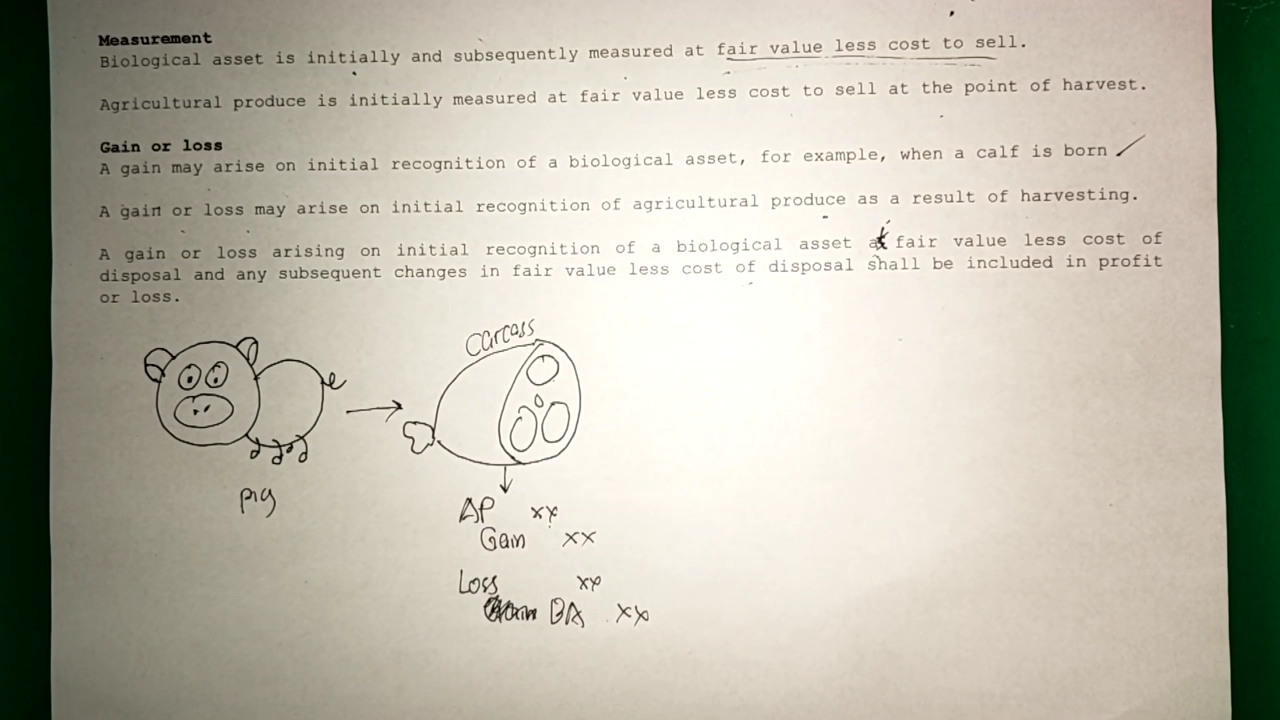 Measurement
Biological asset is initially and subsequently measured at fair value less cost to sell.
Agricultural produce is initially measured at fair value less cost to sell at the point of harvest.
Gain or loss
A gain may arise on initial recognition of a biological asset, for example, when a calf is born
A gain or loss may arise on initial recognition of agricultural produce as a result of harvesting.
A gain or loss arising on initial recognition of a biological asset at fair value less cost of
disposal and any subsequent changes in fair value less cost of disposal shall be included in profit
or loss.
carcass
pig
AP xx
Gain xx
Loss xx
BA xx